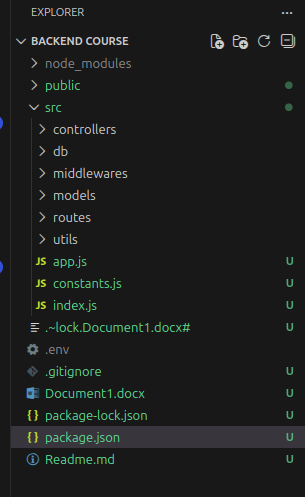 EXPLORER ...
BACKEND COURSE
node_modules
public
src
controllers
db
middlewares
models
routes
utils
JS app.js U
JS constants.js U
JS index.js U
.~lock.Document1.docx# U
.env
.gitignore U
Document1.docx U
{ } package-lock.json U
{ } package.json U
Readme.md U